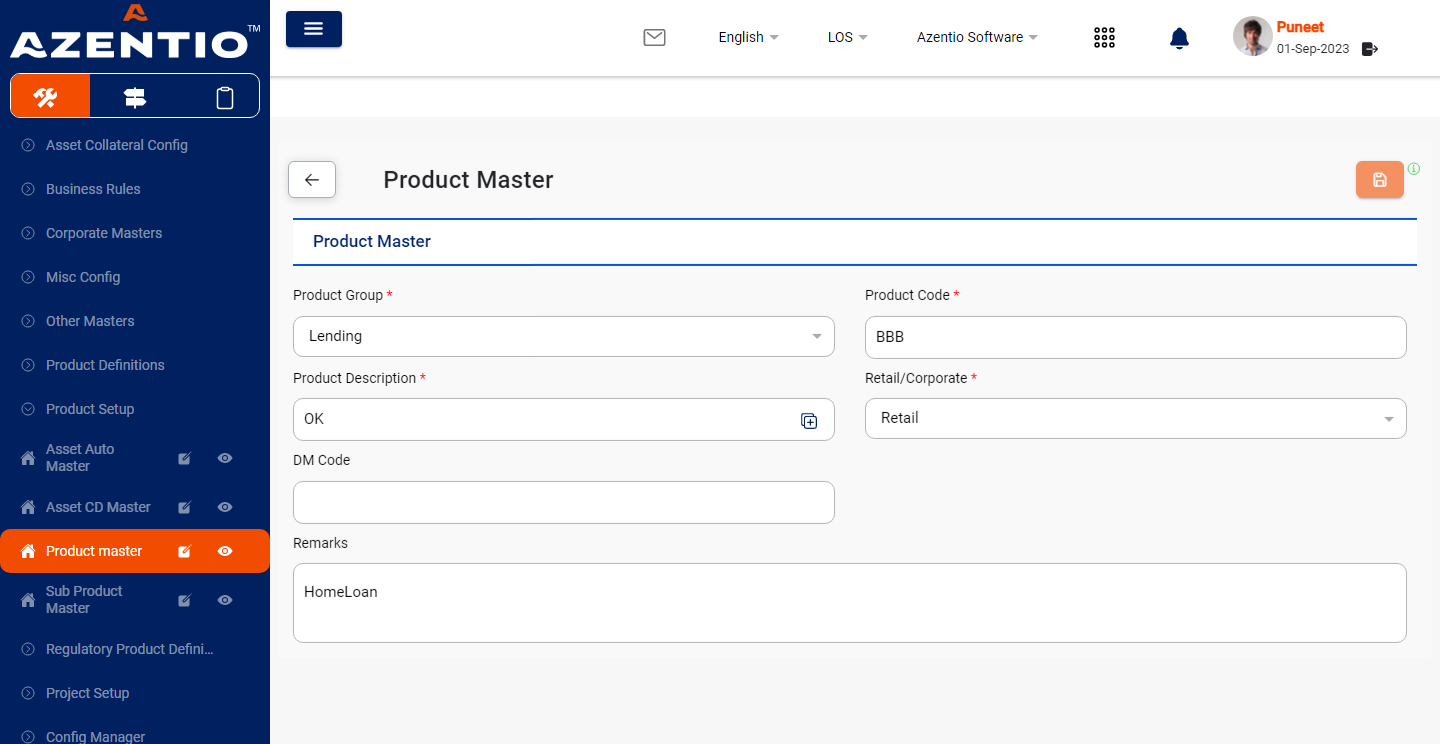 AZENTIO™
English
LOS
Azentio Software
Puneet
01-Sep-2023
Asset Collateral Config
Business Rules
Corporate Masters
Misc Config
Other Masters
Product Definitions
Product Setup
Asset Auto
Master
Asset CD Master
Product master
Sub Product
Master
Regulatory Product Defini...
Project Setup
Config Manager
Product Master
Product Master
Product Group *
Product Code *
Lending
BBB
Product Description *
Retail/Corporate *
OK
Retail
DM Code
Remarks
HomeLoan